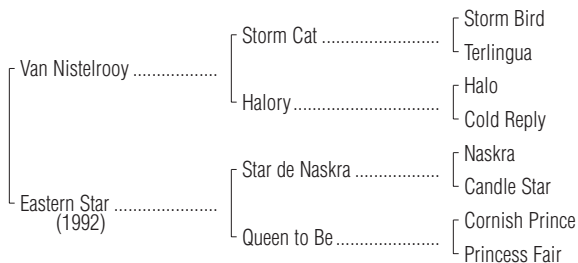 Storm Bird
Storm Cat ........................
Terlingua
Van Nistelrooy .................
Halo
Halory .............................
Cold Reply
Naskra
Star de Naskra .................
Candle Star
Eastern Star .....................
(1992)
Cornish Prince
Queen to Be .....................
Princess Fair